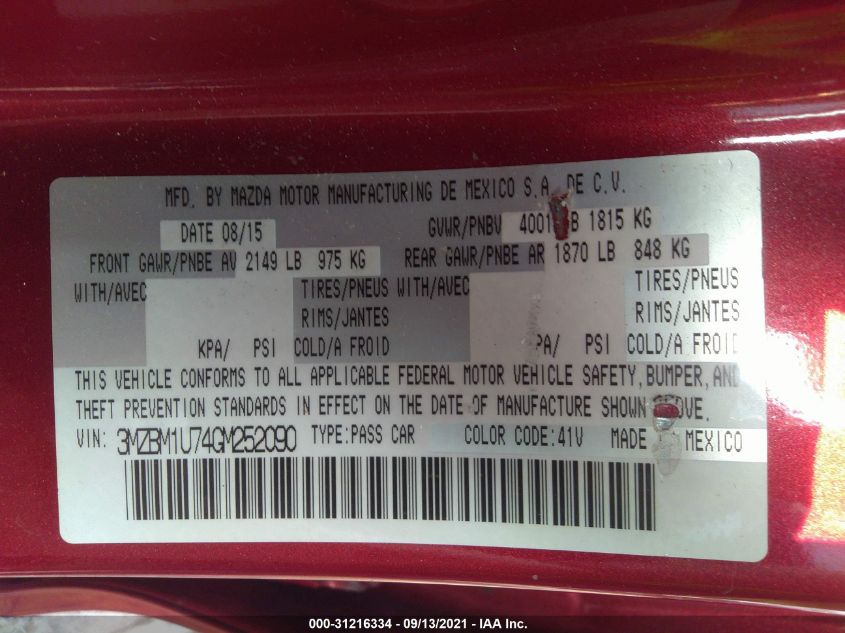 MFD. BY MAZDA MOTOR MANUFACTURING DE MEXICO S.A. DE C.V.
DATE 08/15 GVWR/PNBV 4001 B 1815 KG
FRONT GAWR/PNBE AV 2149 LB 975 KG REAR GAWR/PNBE AR 1870 LB 848 KG
WITH/AVEC TIRES/PNEUS WITH/AVEC TIRES/PNEUS
RIMS/JANTES RIMS/JANTES
KPA/ PSI COLD/A FROID PA/ PSI COLD/A FROID
THIS VEHICLE CONFORMS TO ALL APPLICABLE FEDERAL MOTOR VEHICLE SAFETY, BUMPER, AND
THEFT PREVENTION STANDARDS IN EFFECT ON THE DATE OF MANUFACTURE SHOWN OVE.
VIN: 3MZBM1U74GM252090 TYPE:PASS CAR COLOR CODE:41V MADE MEXICO
000-31216334 - 09/13/2021 - IAA Inc.